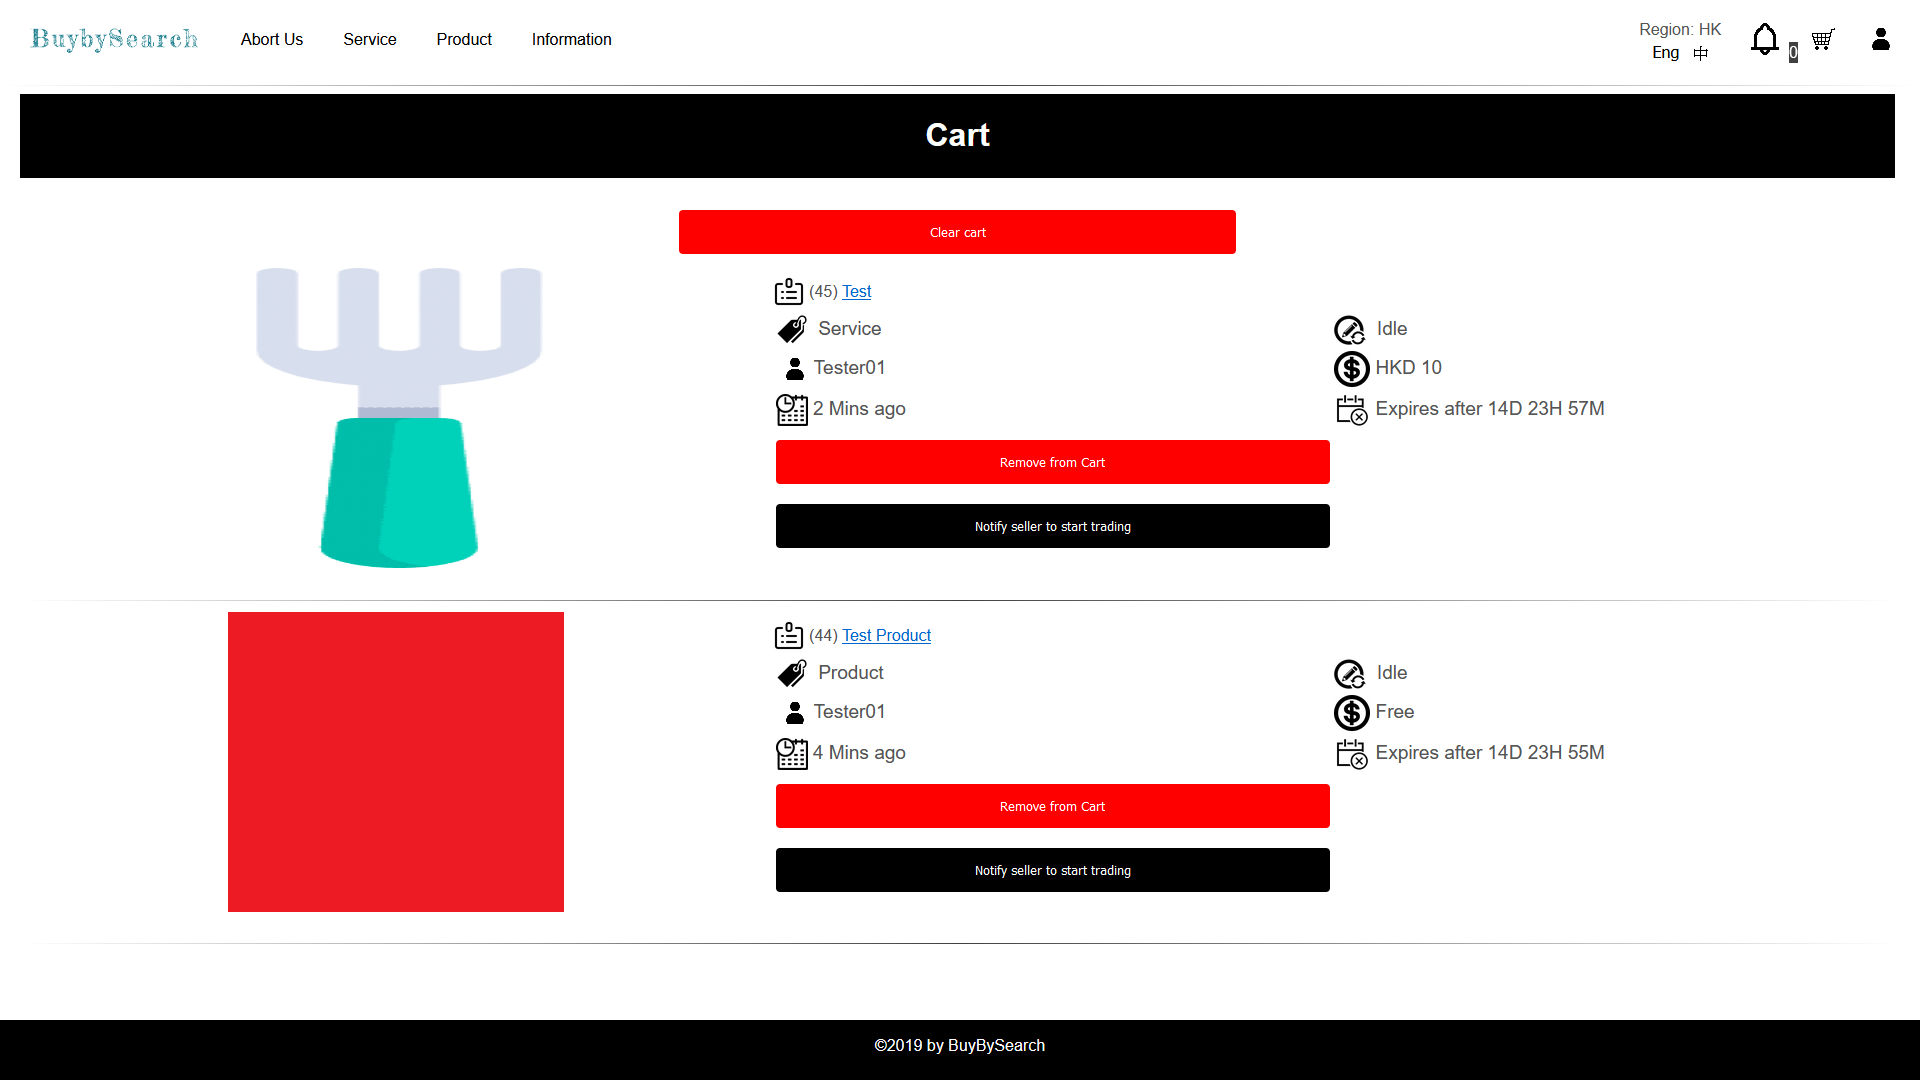 BuybySearch
Abort Us
Service
Product
Information
Region: HK
Eng 中
0
Cart
Clear cart
(45) Test
Service
Idle
Tester01
HKD 10
2 Mins ago
Expires after 14D 23H 57M
Remove from Cart
Notify seller to start trading
(44) Test Product
Product
Idle
Tester01
Free
4 Mins ago
Expires after 14D 23H 55M
Remove from Cart
Notify seller to start trading
©2019 by BuyBySearch